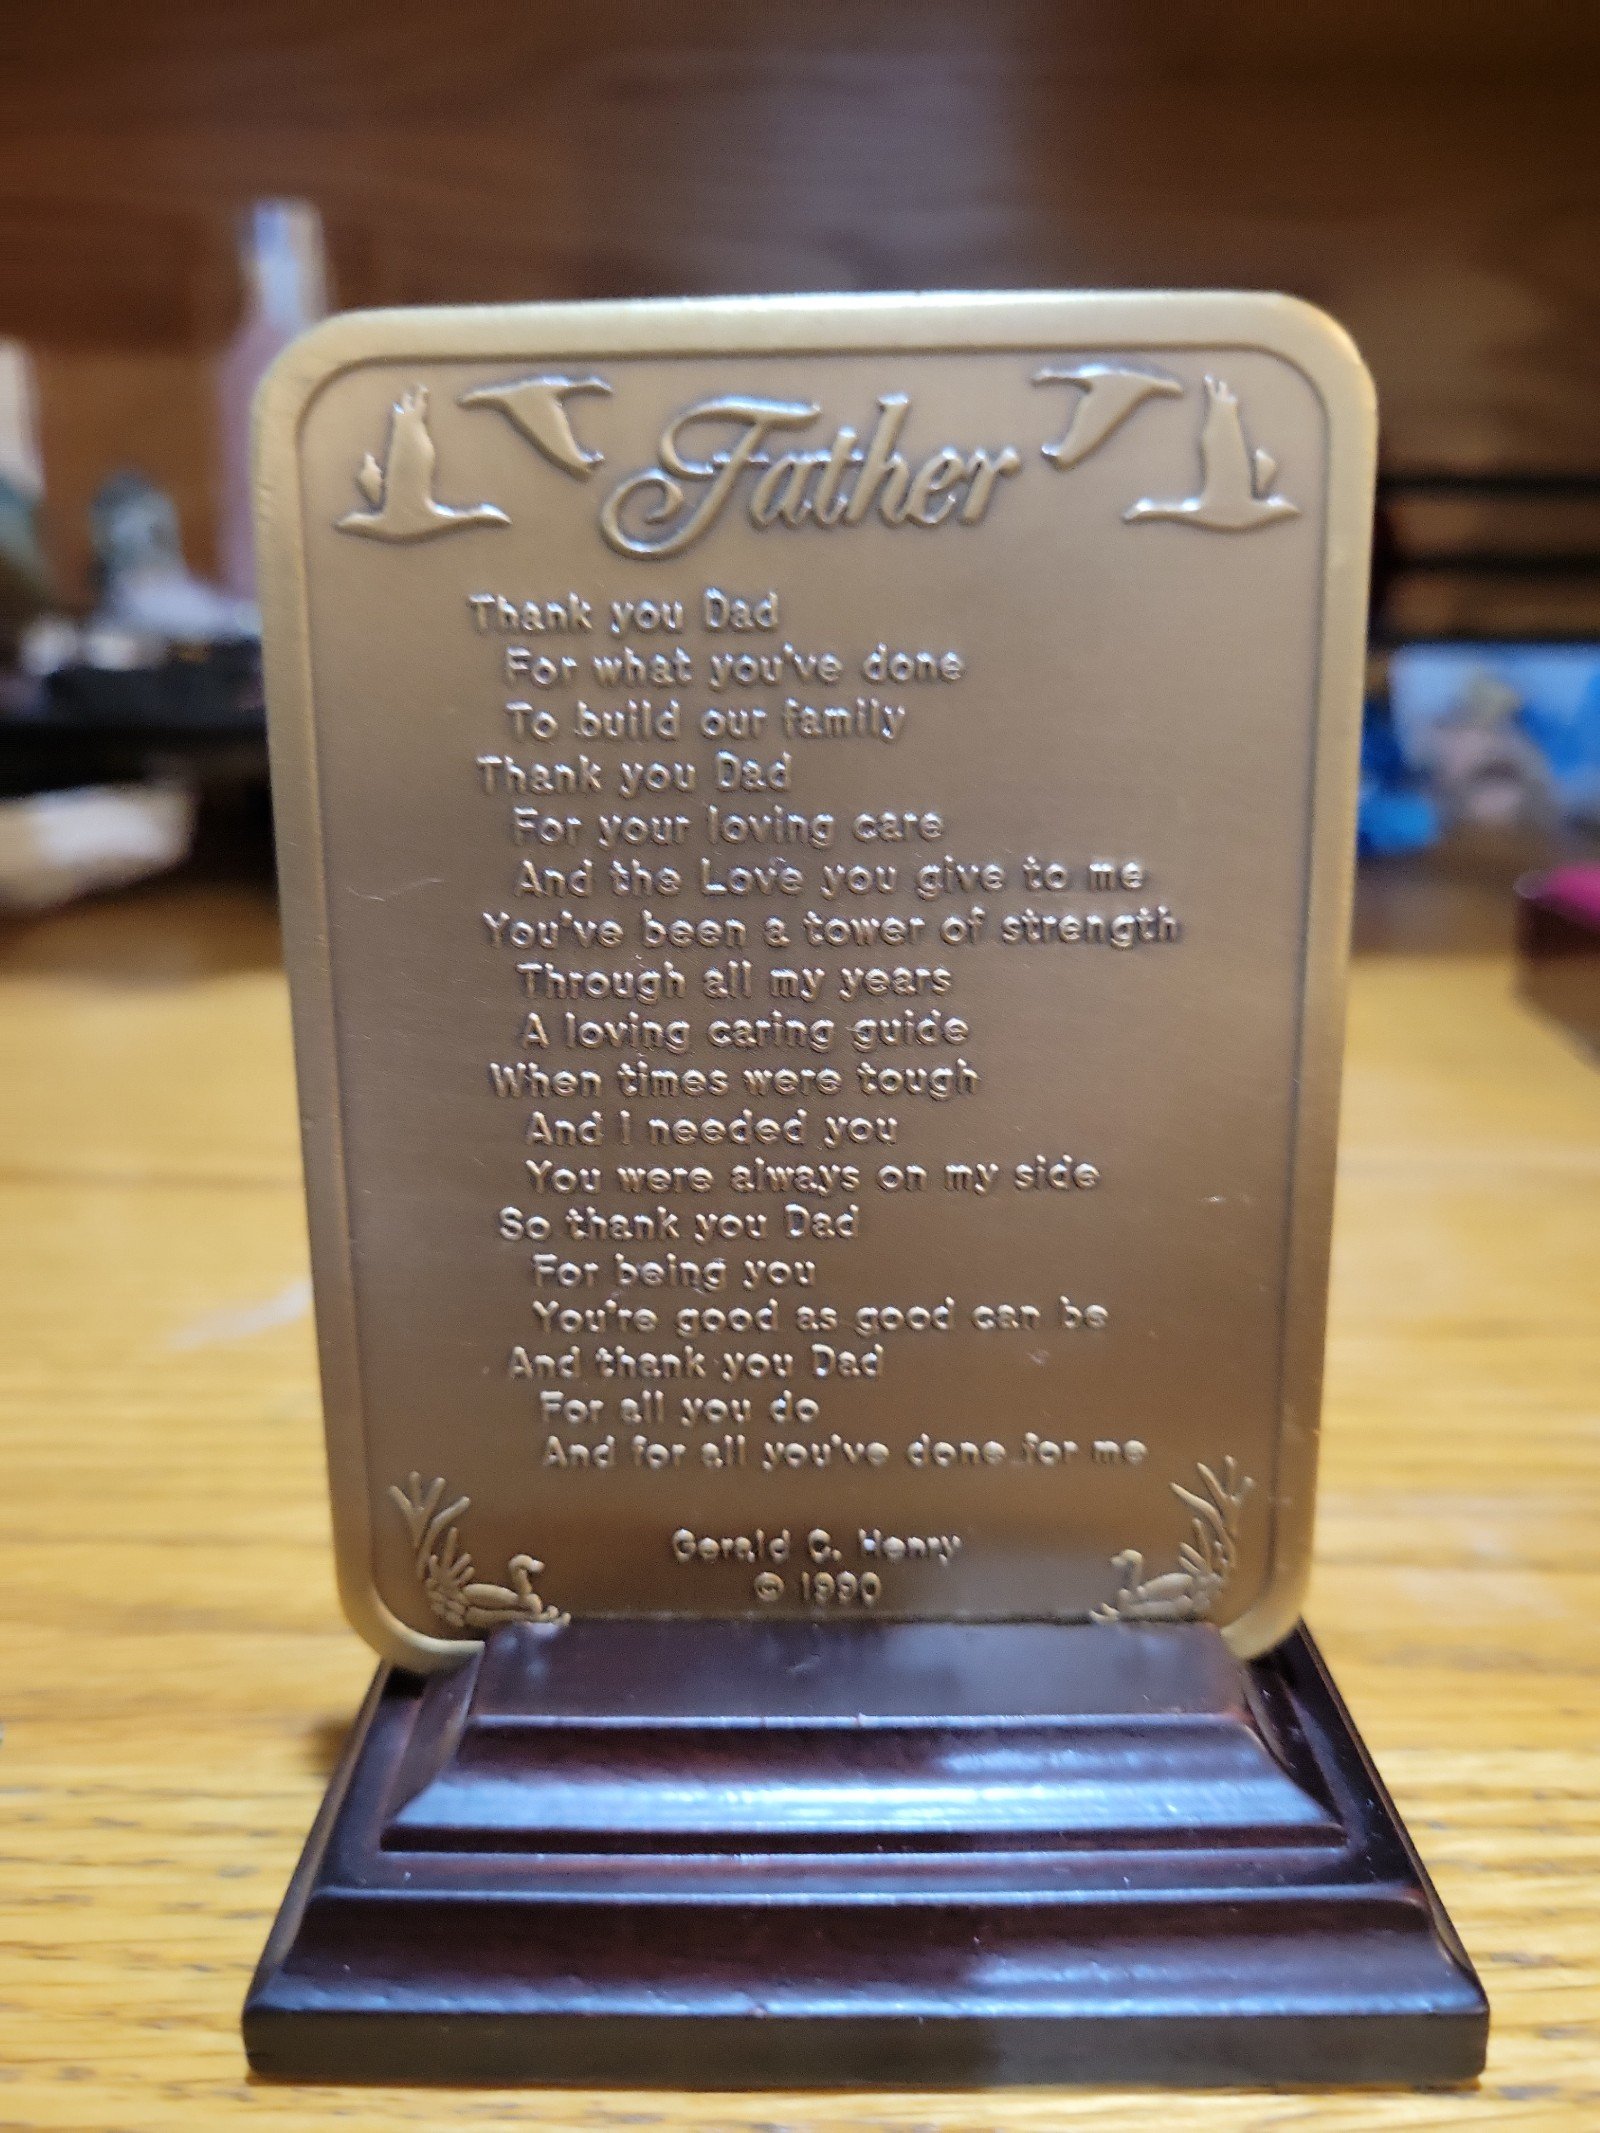 Father
Thank you Dad
For what you've done
To build our family
Thank you Dad
For your loving care
And the Love you give to me
You've been a tower of strength
Through all my years
A loving caring guide
When times were tough
And I needed you
You were always on my side
So thank you Dad
For being you
You're good as good can be
And thank you Dad
For all you do
And for all you've done for me
Gerald C. Henry
© 1990